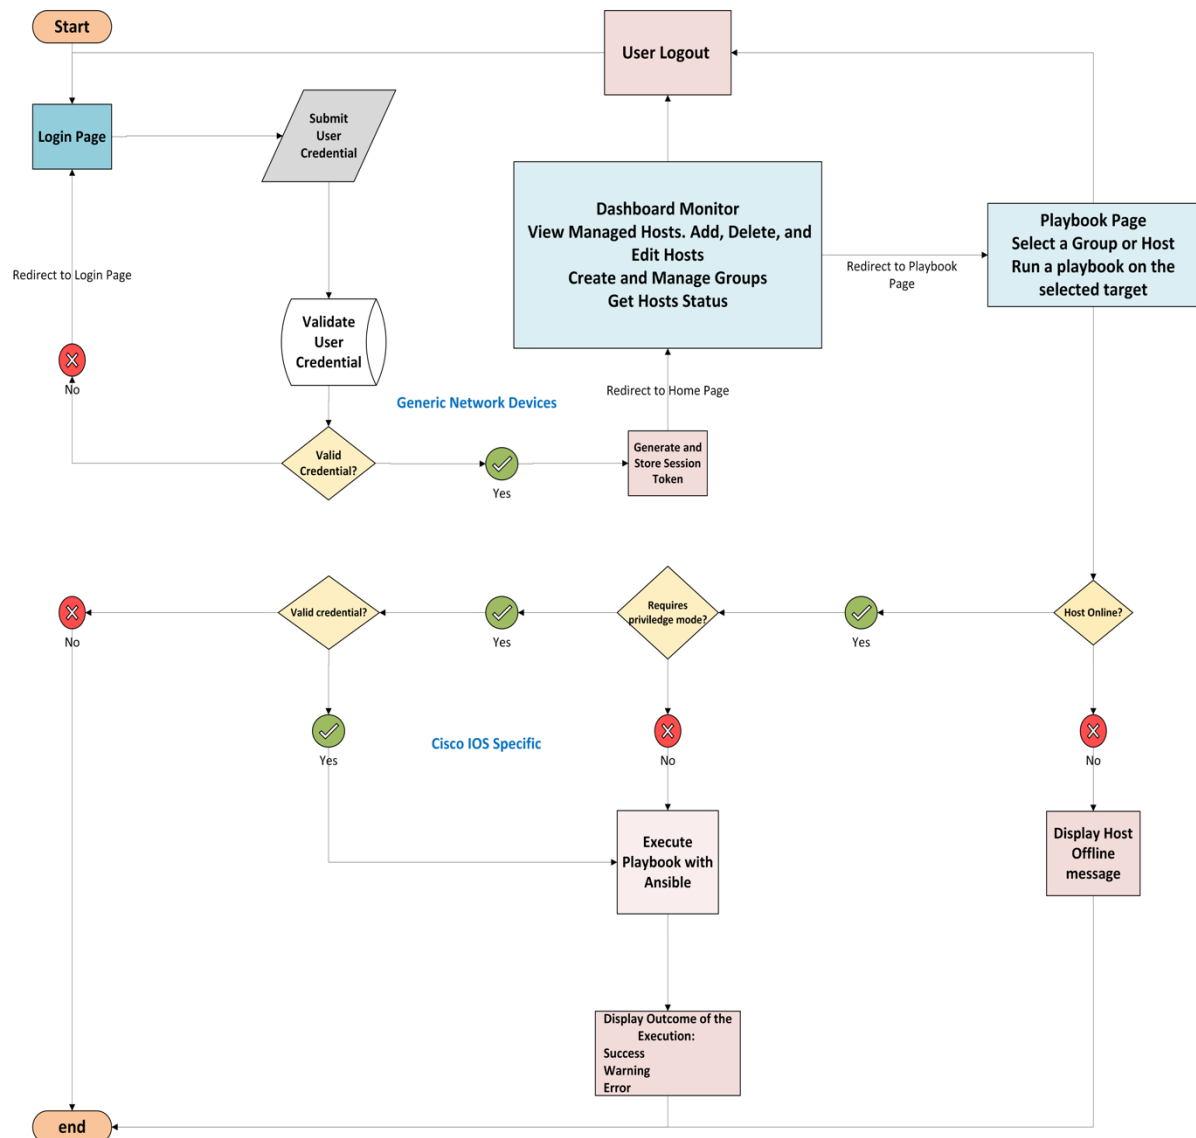 Start
User Logout
Login Page
Submit
User
Credential
Dashboard Monitor
View Managed Hosts. Add, Delete, and
Edit Hosts
Create and Manage Groups
Get Hosts Status
Playbook Page
Select a Group or Host
Run a playbook on the
selected target
Redirect to Login Page
Redirect to Playbook
Page
Validate
User
Credential
No
Redirect to Home Page
Generic Network Devices
Valid
Credential?
Yes
Generate and
Store Session
Token
No
Valid credential?
Yes
Requires
priviledge mode?
Yes
Host Online?
Yes
Cisco IOS Specific
No
No
Execute
Playbook with
Ansible
Display Host
Offline
message
Display Outcome of the
Execution:
Success
Warning
Error
end